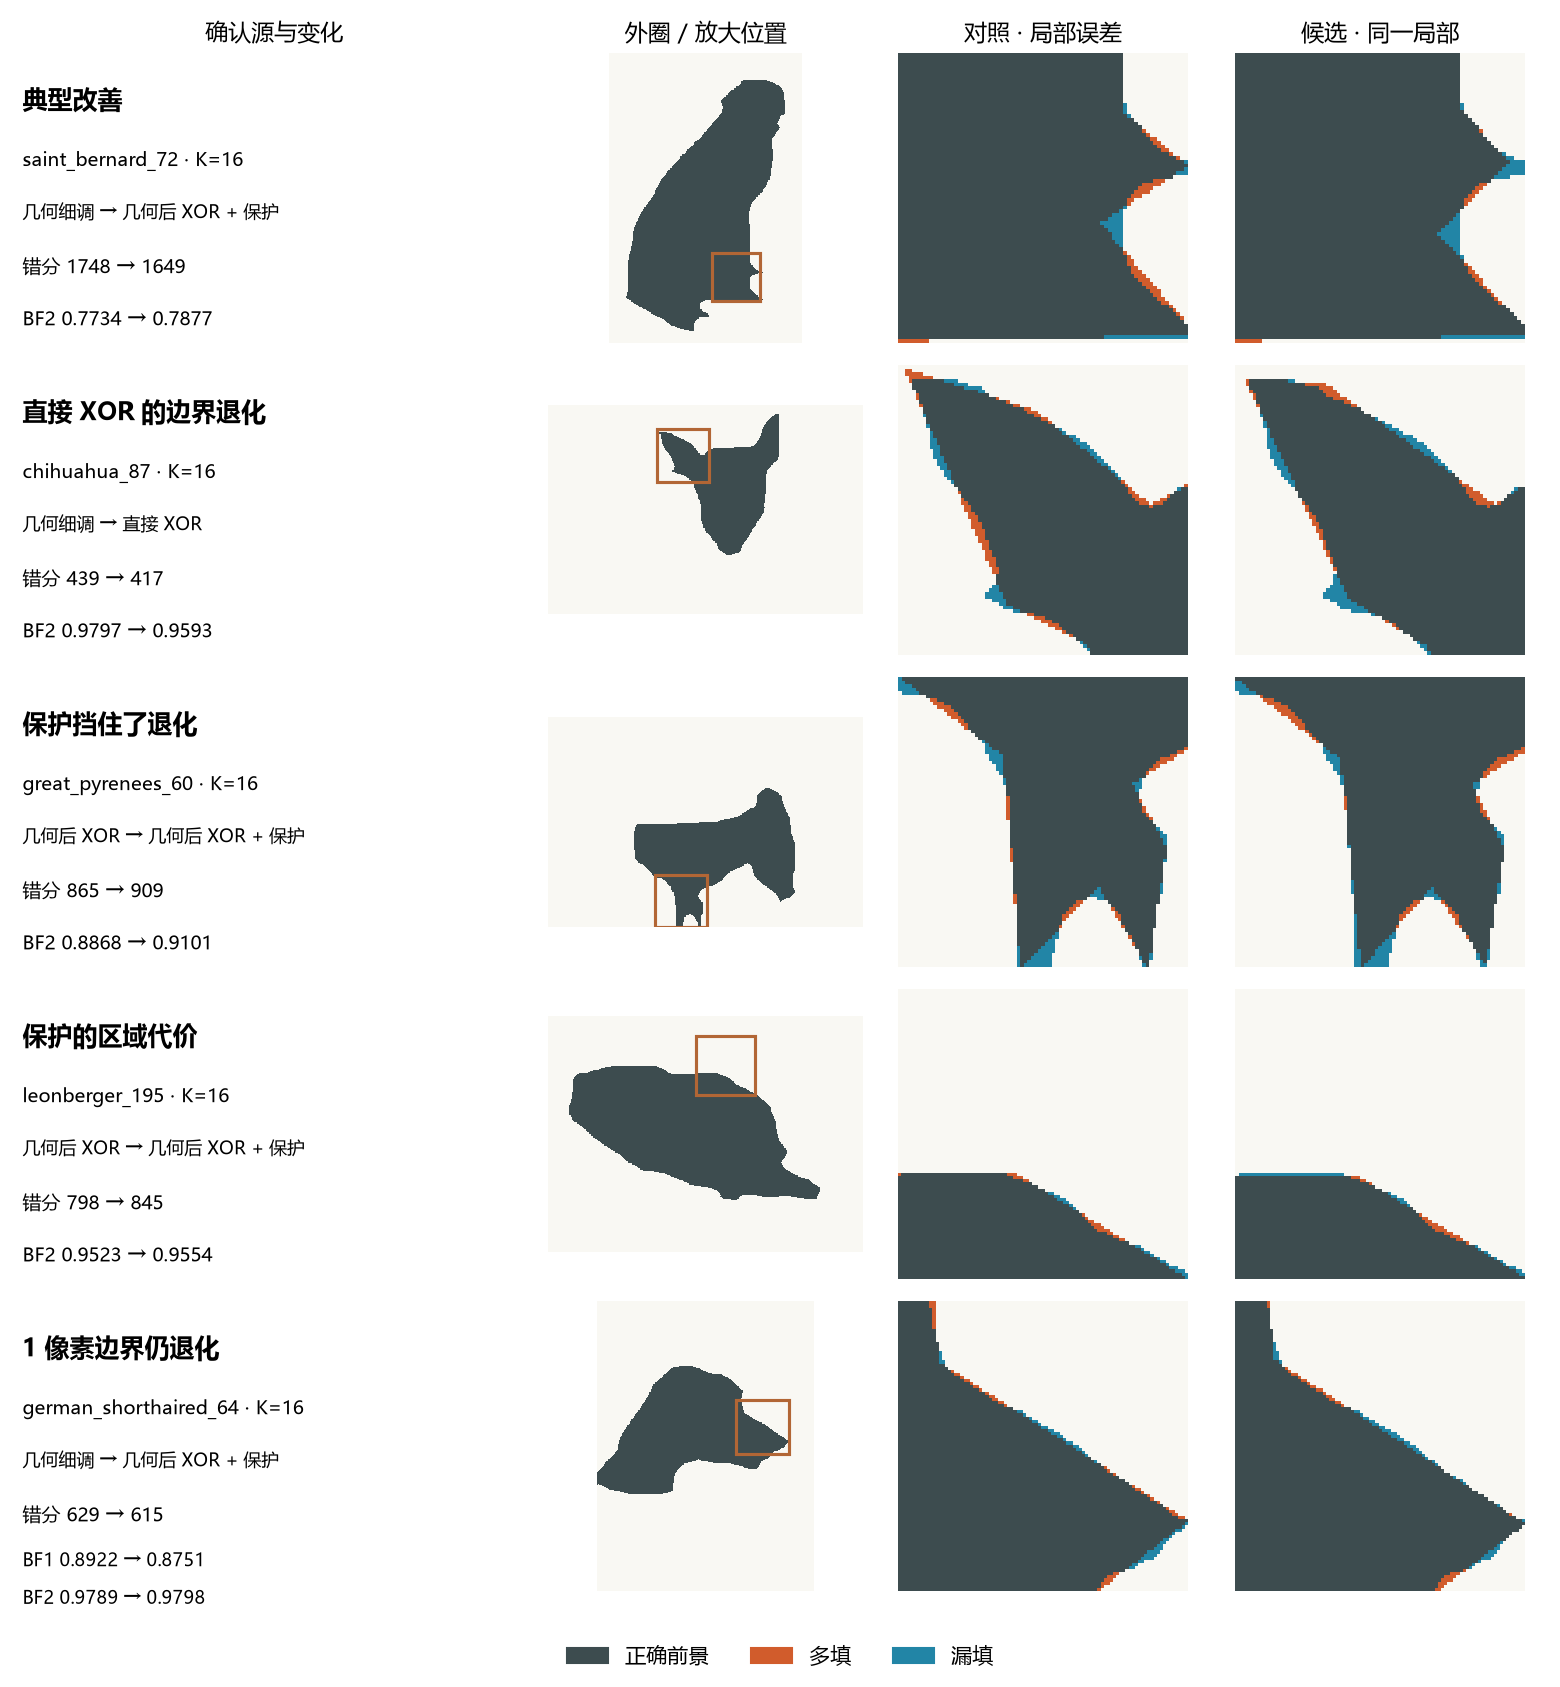 确认源与变化
外圈 / 放大位置
对照 · 局部误差
候选 · 同一局部
典型改善
saint_bernard_72 · K=16
几何细调 → 几何后 XOR + 保护
错分 1748 → 1649
BF2 0.7734 → 0.7877
直接 XOR 的边界退化
chihuahua_87 · K=16
几何细调 → 直接 XOR
错分 439 → 417
BF2 0.9797 → 0.9593
保护挡住了退化
great_pyrenees_60 · K=16
几何后 XOR → 几何后 XOR + 保护
错分 865 → 909
BF2 0.8868 → 0.9101
保护的区域代价
leonberger_195 · K=16
几何后 XOR → 几何后 XOR + 保护
错分 798 → 845
BF2 0.9523 → 0.9554
1 像素边界仍退化
german_shorthaired_64 · K=16
几何细调 → 几何后 XOR + 保护
错分 629 → 615
BF1 0.8922 → 0.8751
BF2 0.9789 → 0.9798
正确前景
多填
漏填